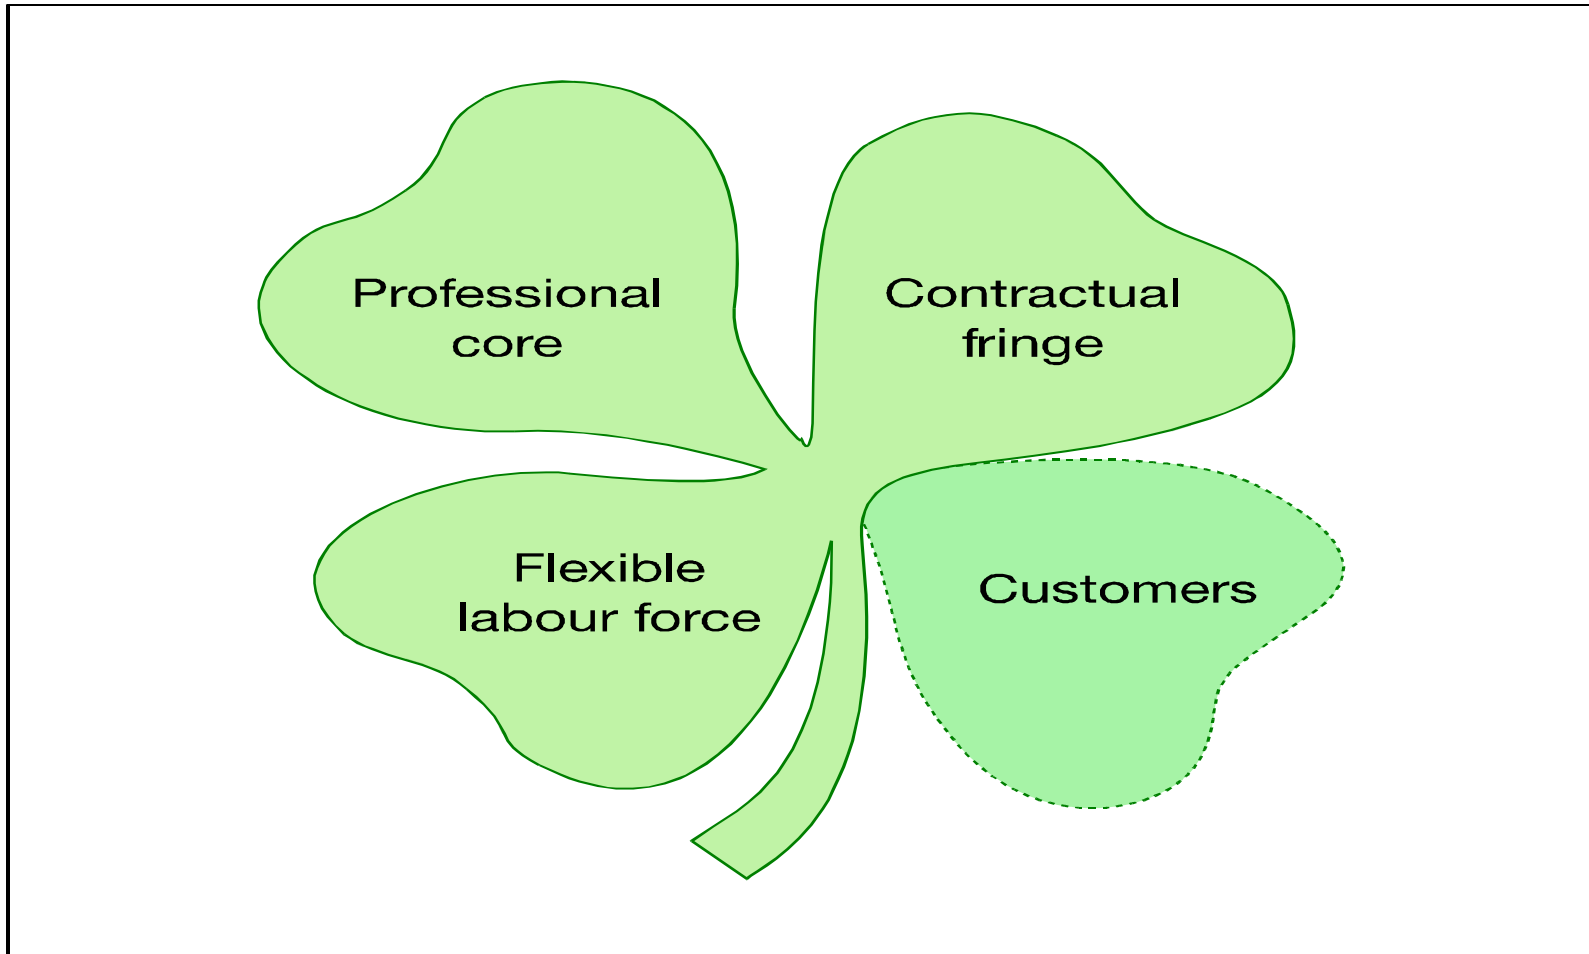 Professional
core
Contractual
fringe
Flexible
labour force
Customers